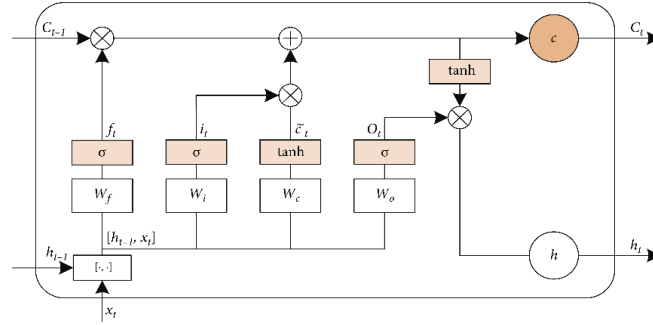 C_{t–1}
c
C_t
tanh
f_t
i_t
c̃_t
O_t
σ
σ
tanh
σ
W_f
W_i
W_c
W_o
[h_{t–1}, x_t]
h_{t–1}
[·, ·]
h
h_t
x_t